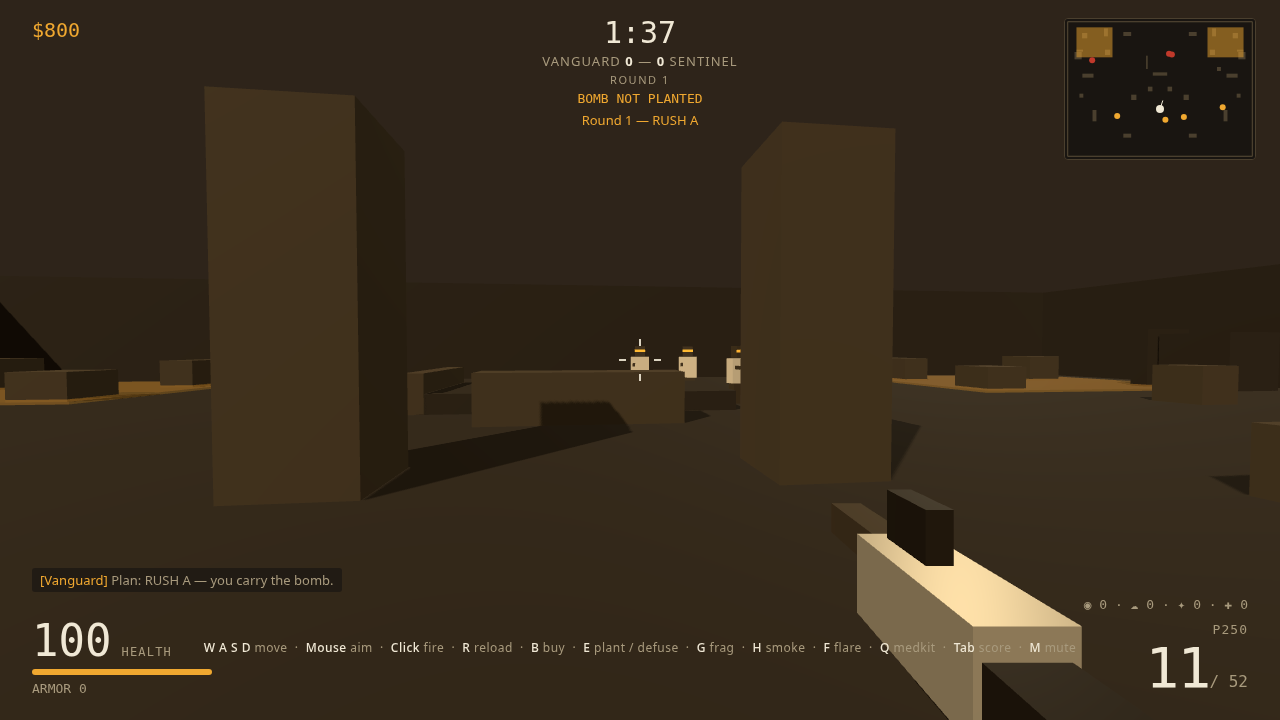 $800
1:37
VANGUARD 0 — 0 SENTINEL
ROUND 1
BOMB NOT PLANTED
Round 1 — RUSH A
[Vanguard] Plan: RUSH A — you carry the bomb.
100 HEALTH
W A S D move · Mouse aim · Click fire · R reload · B buy · E plant / defuse · G frag · H smoke · F flare · Q medkit · Tab score · M mute
ARMOR 0
◉ 0 · ☁ 0 · ✦ 0 · ✚ 0
P250
11 / 52